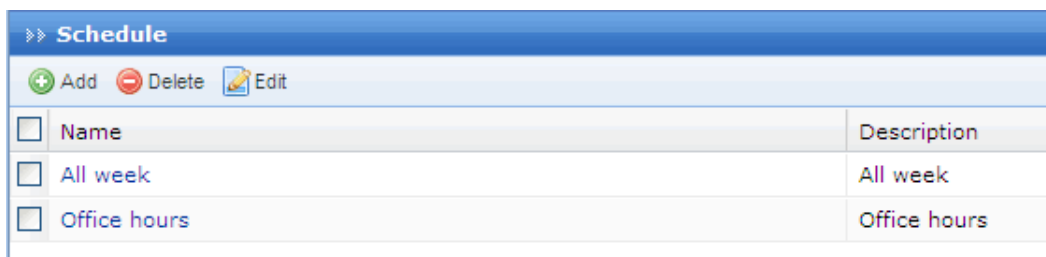 Schedule
Add Delete Edit
Name Description
All week All week
Office hours Office hours